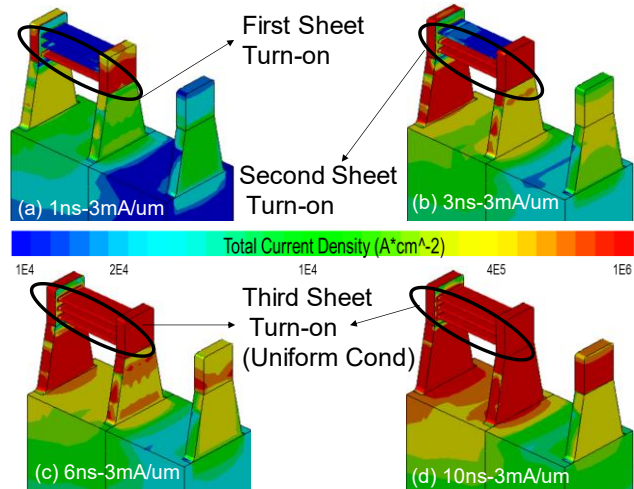 First Sheet
Turn-on
Second Sheet
Turn-on
(a) 1ns-3mA/um
(b) 3ns-3mA/um
Total Current Density (A*cm^-2)
1E4 2E4 1E4 4E5 1E6
Third Sheet
Turn-on
(Uniform Cond)
(c) 6ns-3mA/um
(d) 10ns-3mA/um